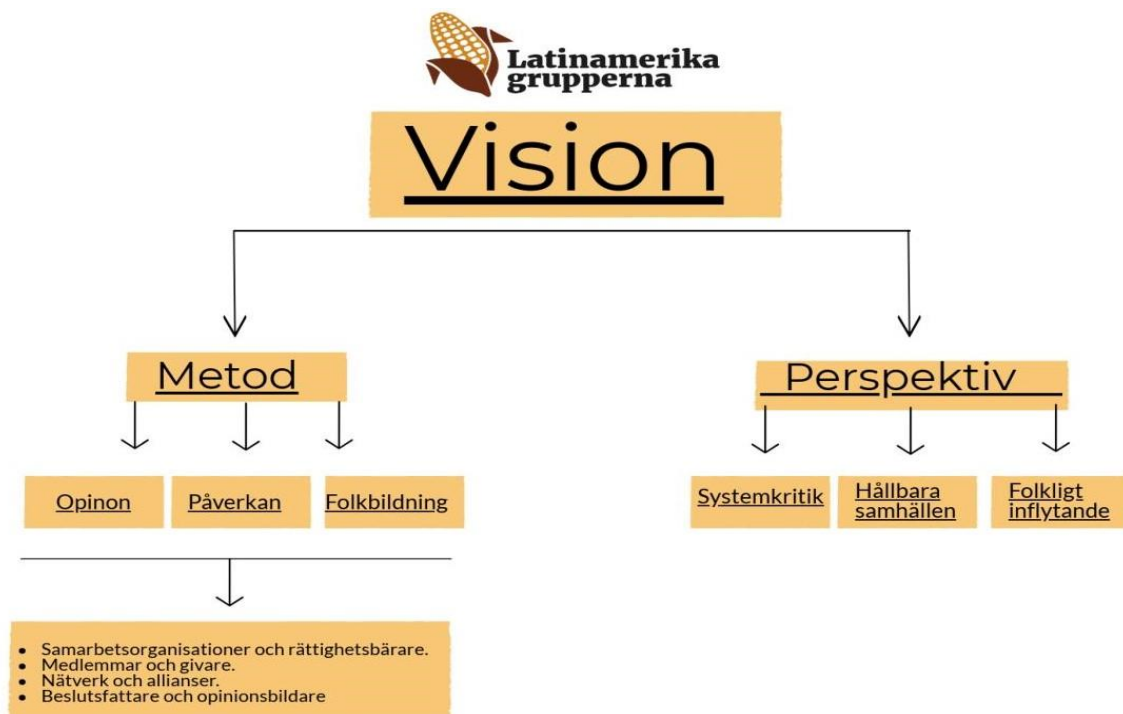 Latinamerika
grupperna
Vision
Metod
Perspektiv
Opinon
Påverkan
Folkbildning
Systemkritik
Hållbara
samhällen
Folkligt
inflytande
• Samarbetsorganisationer och rättighetsbärare.
• Medlemmar och givare.
• Nätverk och allianser.
• Beslutsfattare och opinionsbildare